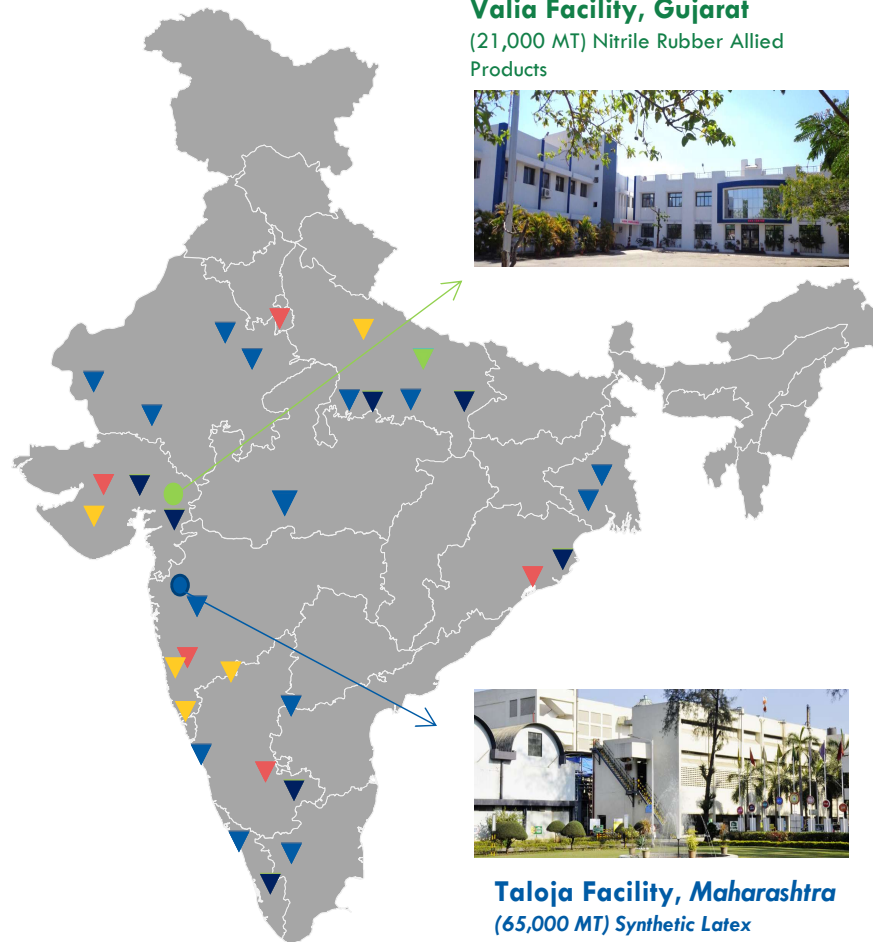 Valia Facility, Gujarat
(21,000 MT) Nitrile Rubber Allied
Products
Taloja Facility, Maharashtra
(65,000 MT) Synthetic Latex